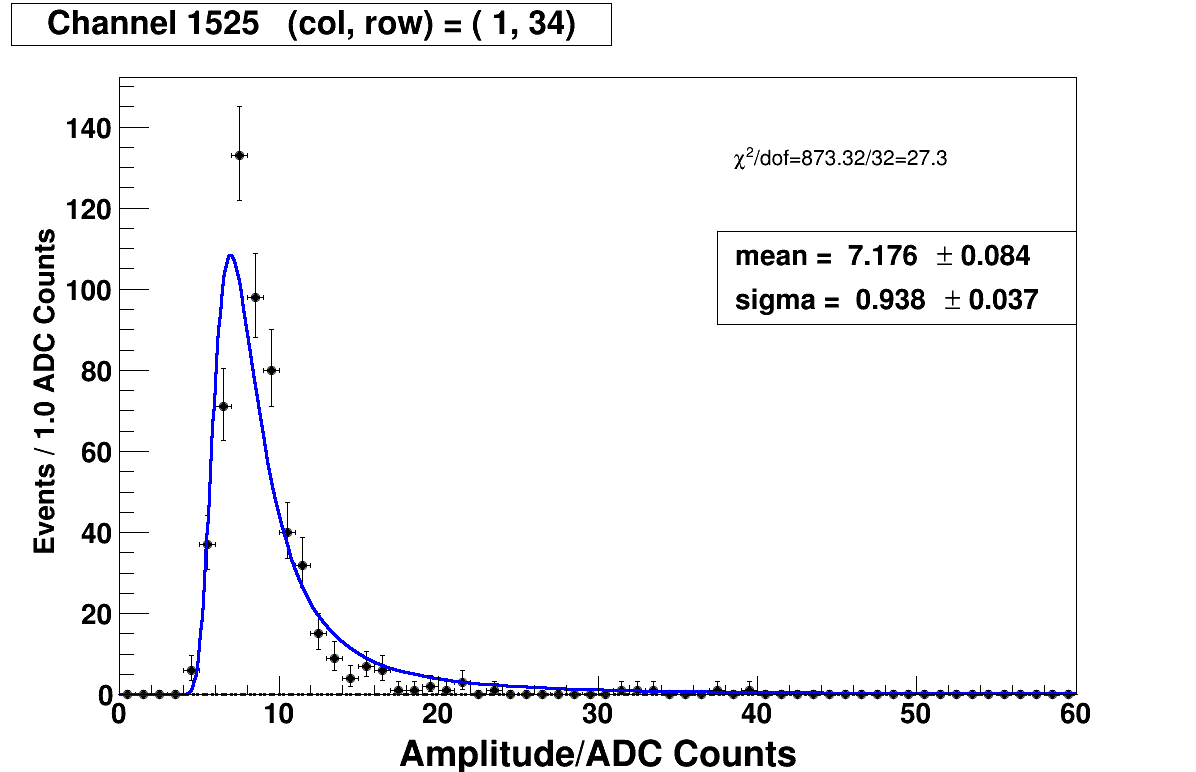 Channel 1525 (col, row) = ( 1, 34)
χ²/dof=873.32/32=27.3
mean = 7.176 ± 0.084
sigma = 0.938 ± 0.037
Events / 1.0 ADC Counts
140
120
100
80
60
40
20
0
0 10 20 30 40 50 60
Amplitude/ADC Counts